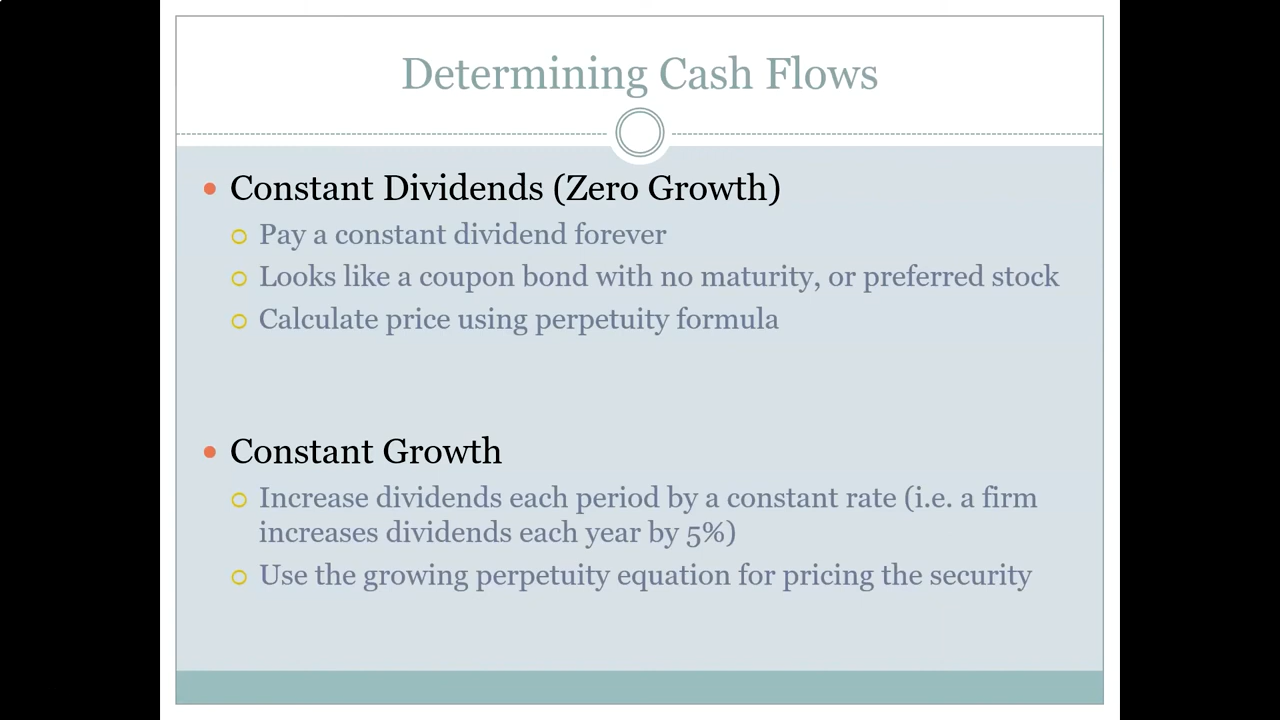 Determining Cash Flows
Constant Dividends (Zero Growth)
Pay a constant dividend forever
Looks like a coupon bond with no maturity, or preferred stock
Calculate price using perpetuity formula
Constant Growth
Increase dividends each period by a constant rate (i.e. a firm
increases dividends each year by 5%)
Use the growing perpetuity equation for pricing the security